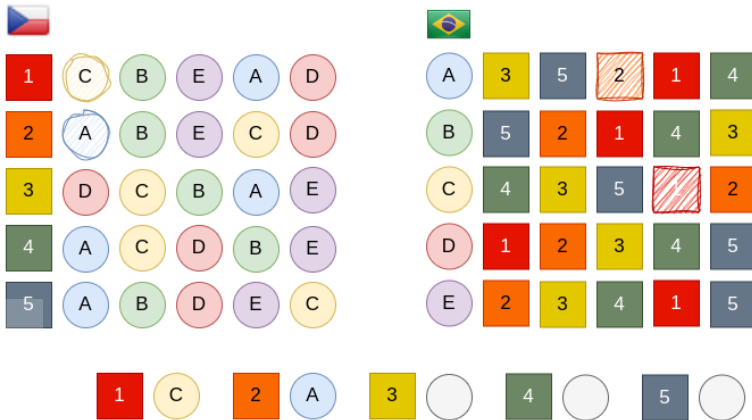 1 C B E A D
A 3 5 2 1 4
2 A B E C D
B 5 2 1 4 3
3 D C B A E
C 4 3 5 1 2
4 A C D B E
D 1 2 3 4 5
5 A B D E C
E 2 3 4 1 5
1 C 2 A 3 4 5